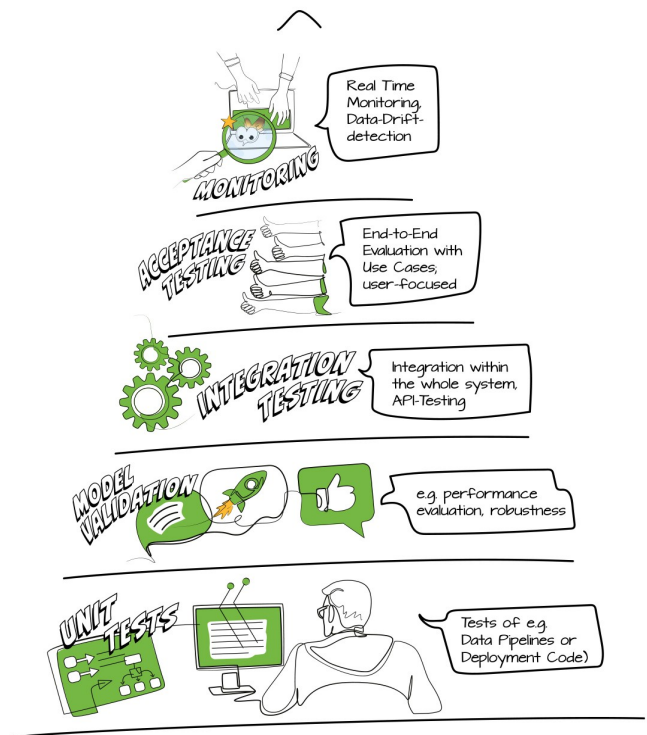 Real Time
Monitoring,
Data-Drift-
detection
MONITORING
ACCEPTANCE
TESTING
End-to-End
Evaluation with
Use Cases,
user-focused
INTEGRATION
TESTING
Integration within
the whole system,
API-Testing
MODEL
VALIDATION
e.g. performance
evaluation, robustness
UNIT
TESTS
Tests of e.g.
Data Pipelines or
Deployment Code)